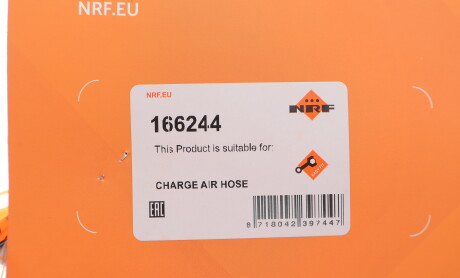 NRF.EU
NRF.EU
NRF
166244
This Product is suitable for:
CHARGE AIR HOSE
EAC
8 718042 397447